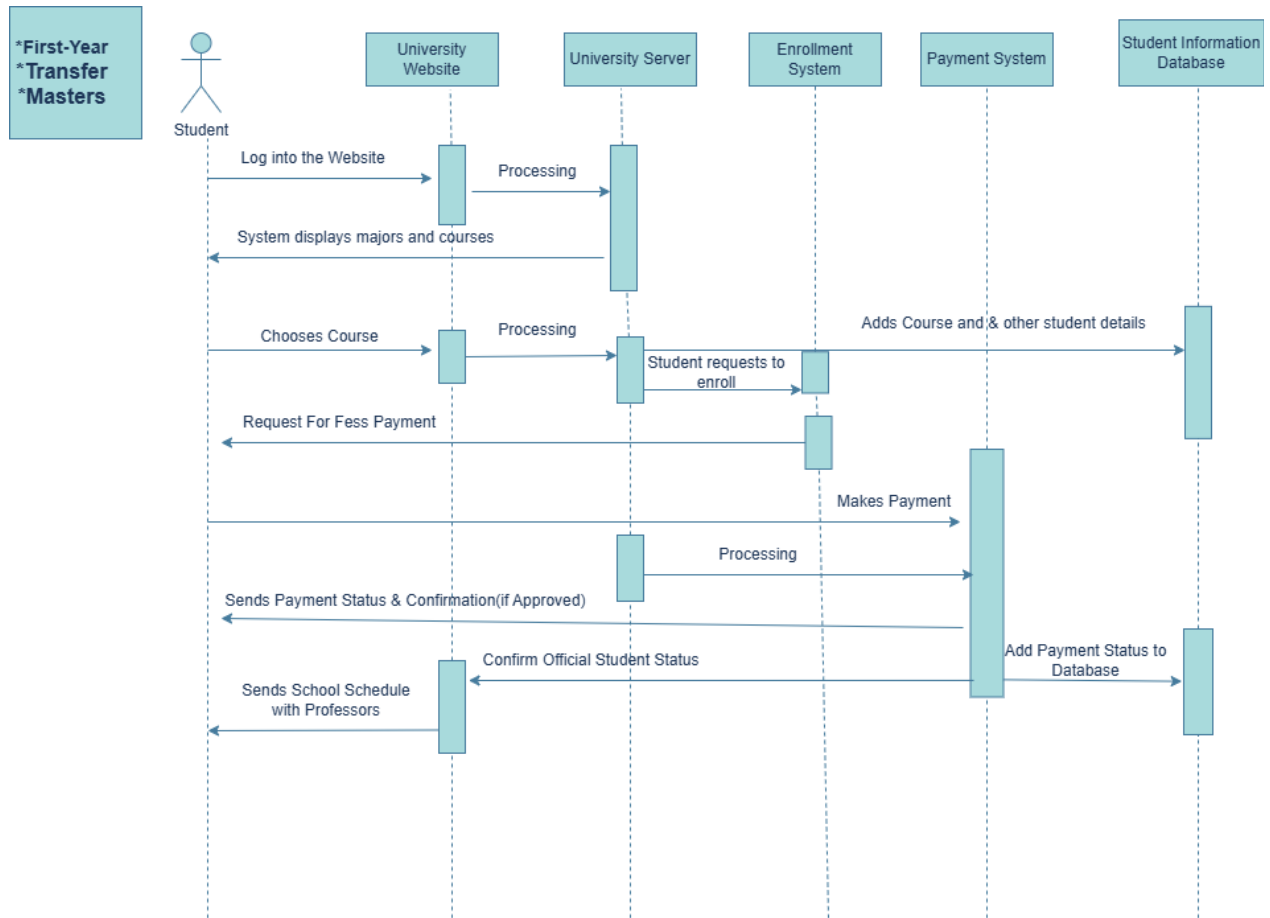 *First-Year
*Transfer
*Masters
Student
University
Website
University Server
Enrollment
System
Payment System
Student Information
Database
Log into the Website
Processing
System displays majors and courses
Chooses Course
Processing
Adds Course and & other student details
Student requests to
enroll
Request For Fess Payment
Makes Payment
Processing
Sends Payment Status & Confirmation(if Approved)
Confirm Official Student Status
Add Payment Status to
Database
Sends School Schedule
with Professors